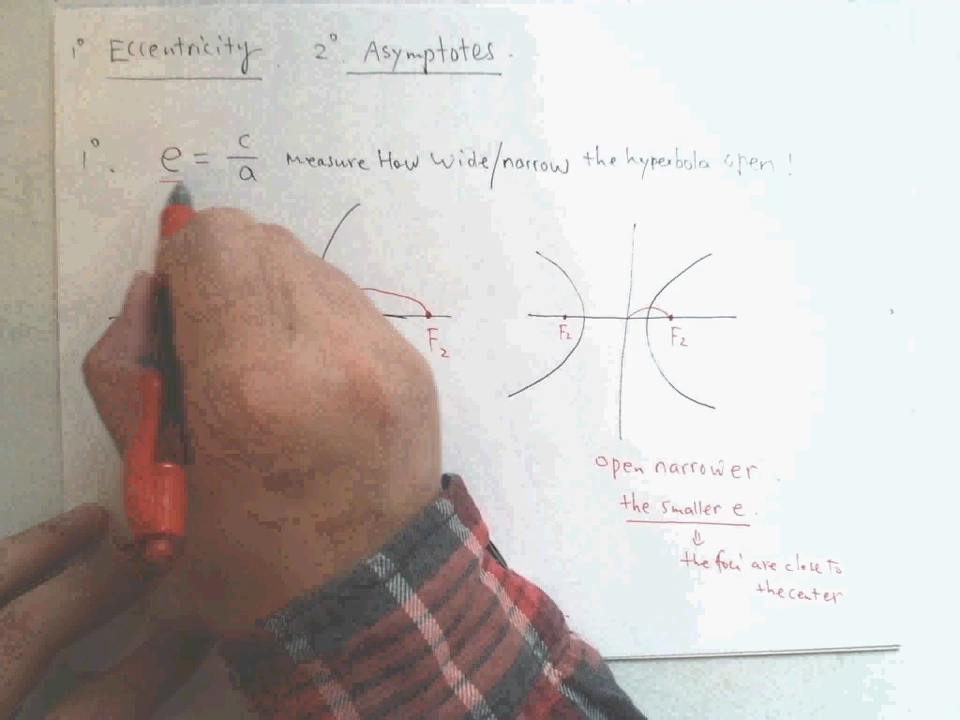 1° Eccentricity. 2° Asymptotes.
1°. e = c/a measure How wide/narrow the hyperbola open!
F2
F2 F2
open narrower
the smaller e.
⇓
the foci are close to
the center